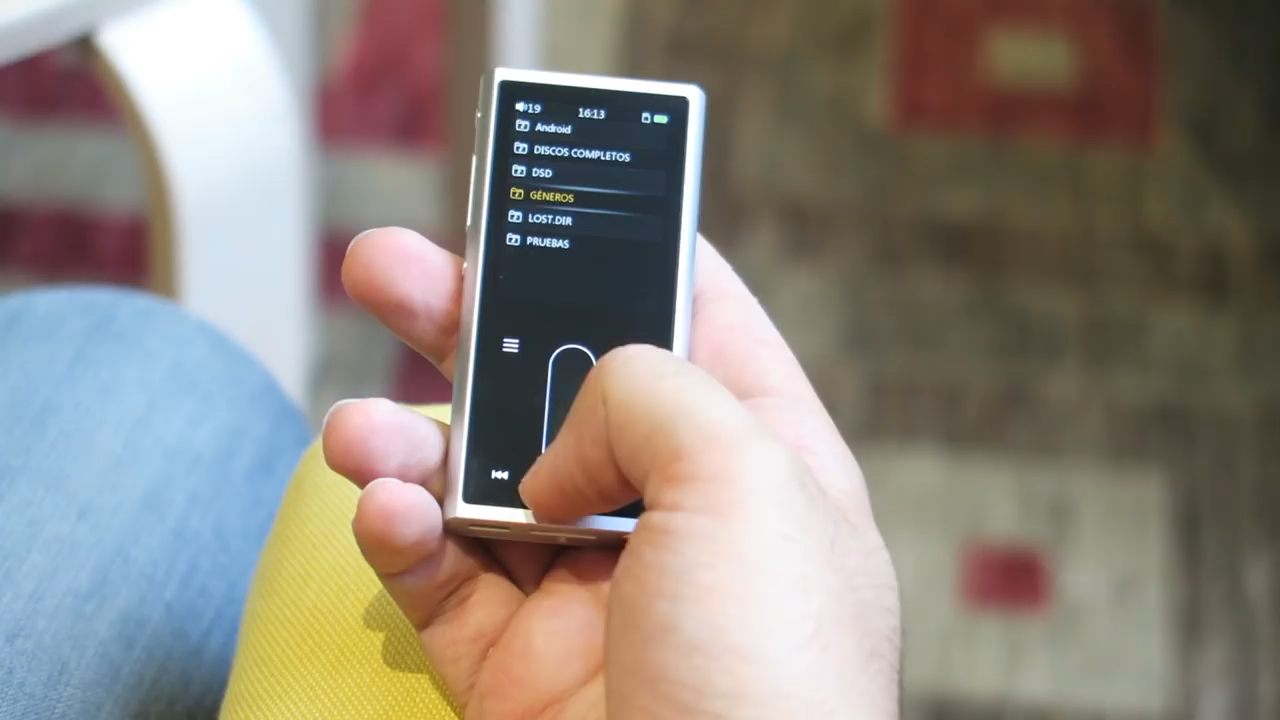 19 16:13
Android
DISCOS COMPLETOS
DSD
GÉNEROS
LOST.DIR
PRUEBAS